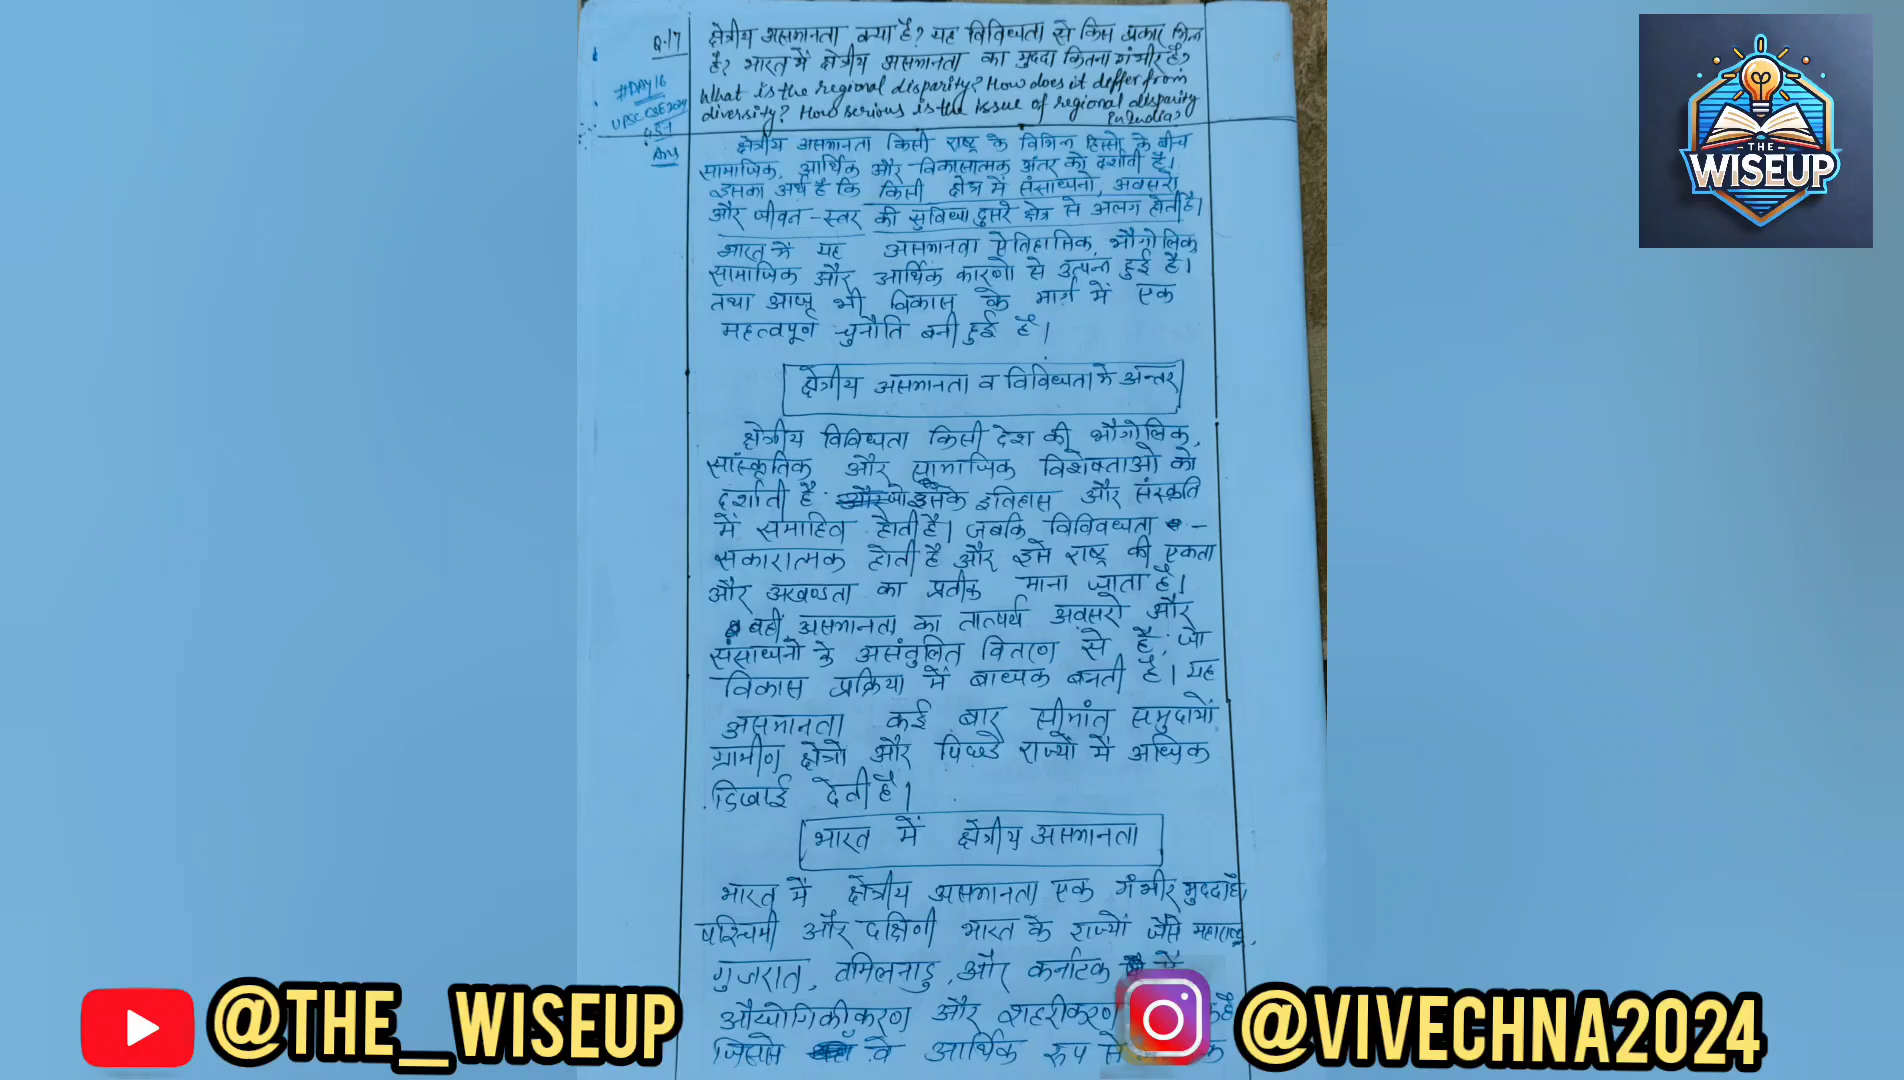 Q.17
क्षेत्रीय असमानता क्या है? यह विविधता से किस प्रकार भिन्न
है? भारत में क्षेत्रीय असमानता का मुददा कितना गंभीर है?
What is the regional disparity? How does it differ from
diversity? How serious is the issue of regional disparity
in India?
#DAY16
UPSC CSE 2024
GS-1
Ans
क्षेत्रीय असमानता किसी राष्ट्र के विभिन्न हिस्सो के बीच
सामाजिक, आर्थिक और विकासात्मक अंतर को दर्शाती है।
इसका अर्थ है कि किसी क्षेत्र में संसाधनो, अवसरो
और जीवन-स्तर की सुविधा दुसरे क्षेत्र से अलग होती है।
भारत मे यह असमानता ऐतिहासिक, भौगोलिक,
सामाजिक और आर्थिक कारणो से उत्पन्न हुई है।
तथा आज भी विकास के मार्ग में एक
महत्वपूर्ण चुनौति बनी हुई है।
क्षेत्रीय असमानता व विविधता मे अन्तर
क्षेत्रीय विविधता किसी देश की भौगोलिक,
सांस्कृतिक और सामाजिक विशेषताओ को
दर्शाती है जो इसके इतिहास और संस्कृति
में समाहित होती है। जबकि विविवधता -
सकारात्मक होती है और इसे राष्ट्र की एकता
और अखण्डता का प्रतीक माना जाता है।
वहीं असमानता का तात्पर्य अवसरो और
संसाधनो के असंतुलित वितरण से है, जो
विकास प्रक्रिया में बाधक बनती है। यह
असमानता कई बार सीमांत समुदायों
ग्रामीण क्षेत्रो और पिछडे राज्यों में अधिक
दिखाई देती है।
भारत में क्षेत्रीय असमानता
भारत में क्षेत्रीय असमानता एक गंभीर मुददा है।
पश्चिमी और दक्षिणी भारत के राज्यों जैसे महाराष्ट्र,
गुजरात, तमिलनाडु, और कर्नाटक में
औद्योगिकीकरण और शहरीकरण है
जिससे वे आर्थिक रूप से
THE
WISEUP
@THE_WISEUP
@VIVECHNA2024